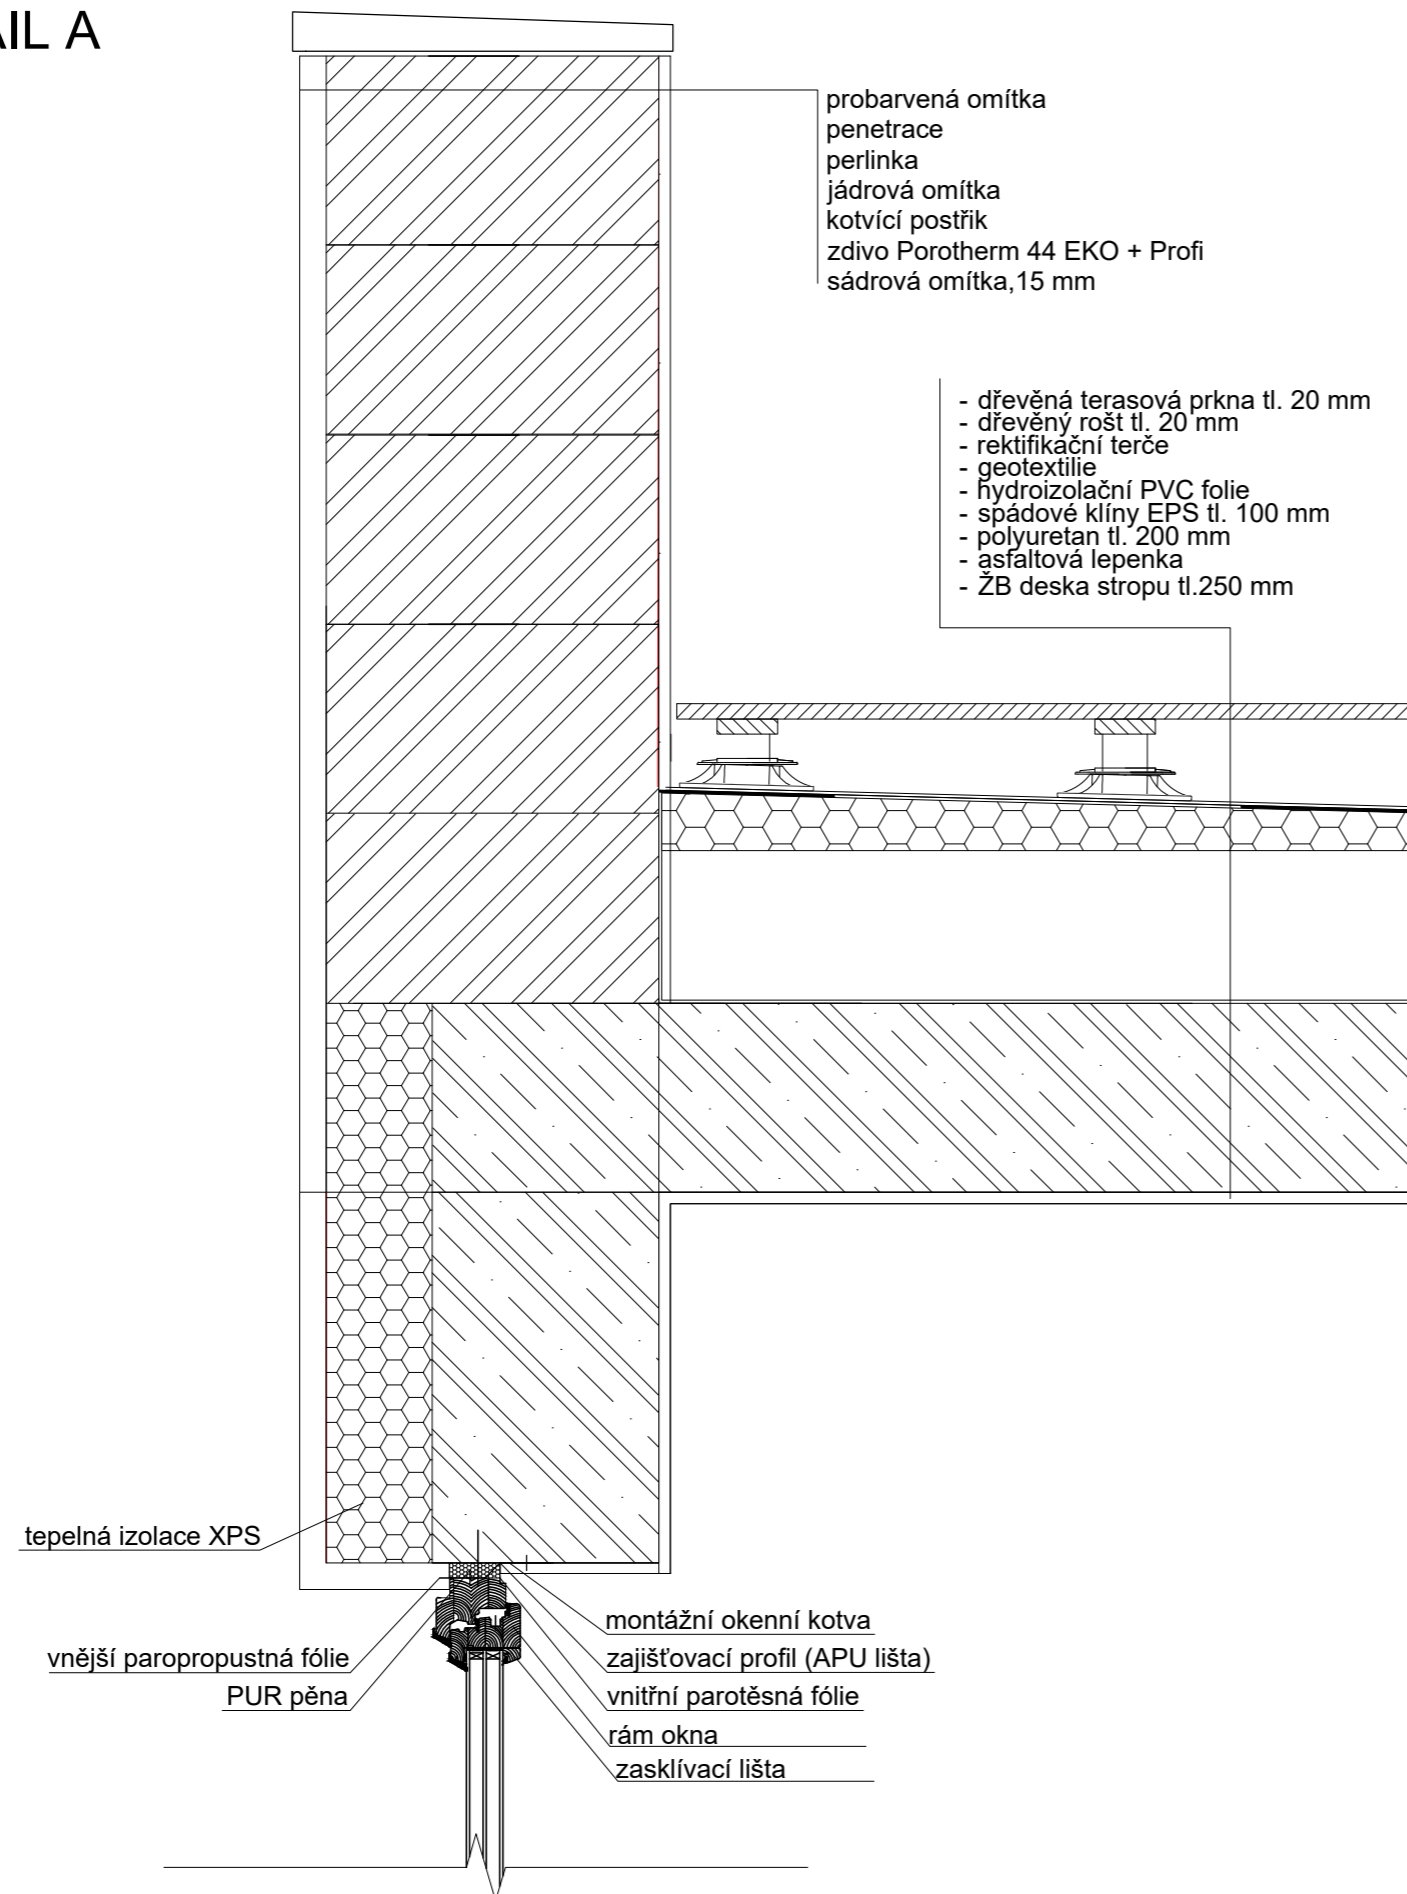 AIL A
probarvená omítka
penetrace
perlinka
jádrová omítka
kotvící postřik
zdivo Porotherm 44 EKO + Profi
sádrová omítka,15 mm
- dřevěná terasová prkna tl. 20 mm
- dřevěný rošt tl. 20 mm
- rektifikační terče
- geotextilie
- hydroizolační PVC folie
- spádové klíny EPS tl. 100 mm
- polyuretan tl. 200 mm
- asfaltová lepenka
- ŽB deska stropu tl.250 mm
tepelná izolace XPS
vnější paropropustná fólie
PUR pěna
montážní okenní kotva
zajišťovací profil (APU lišta)
vnitřní parotěsná fólie
rám okna
zasklívací lišta